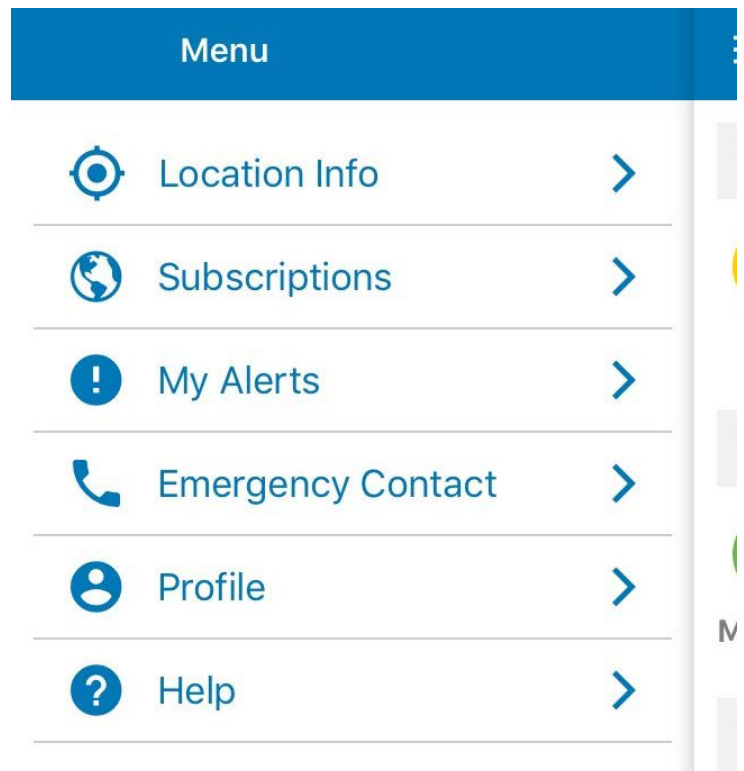 Menu
Location Info
Subscriptions
My Alerts
Emergency Contact
Profile
Help
M